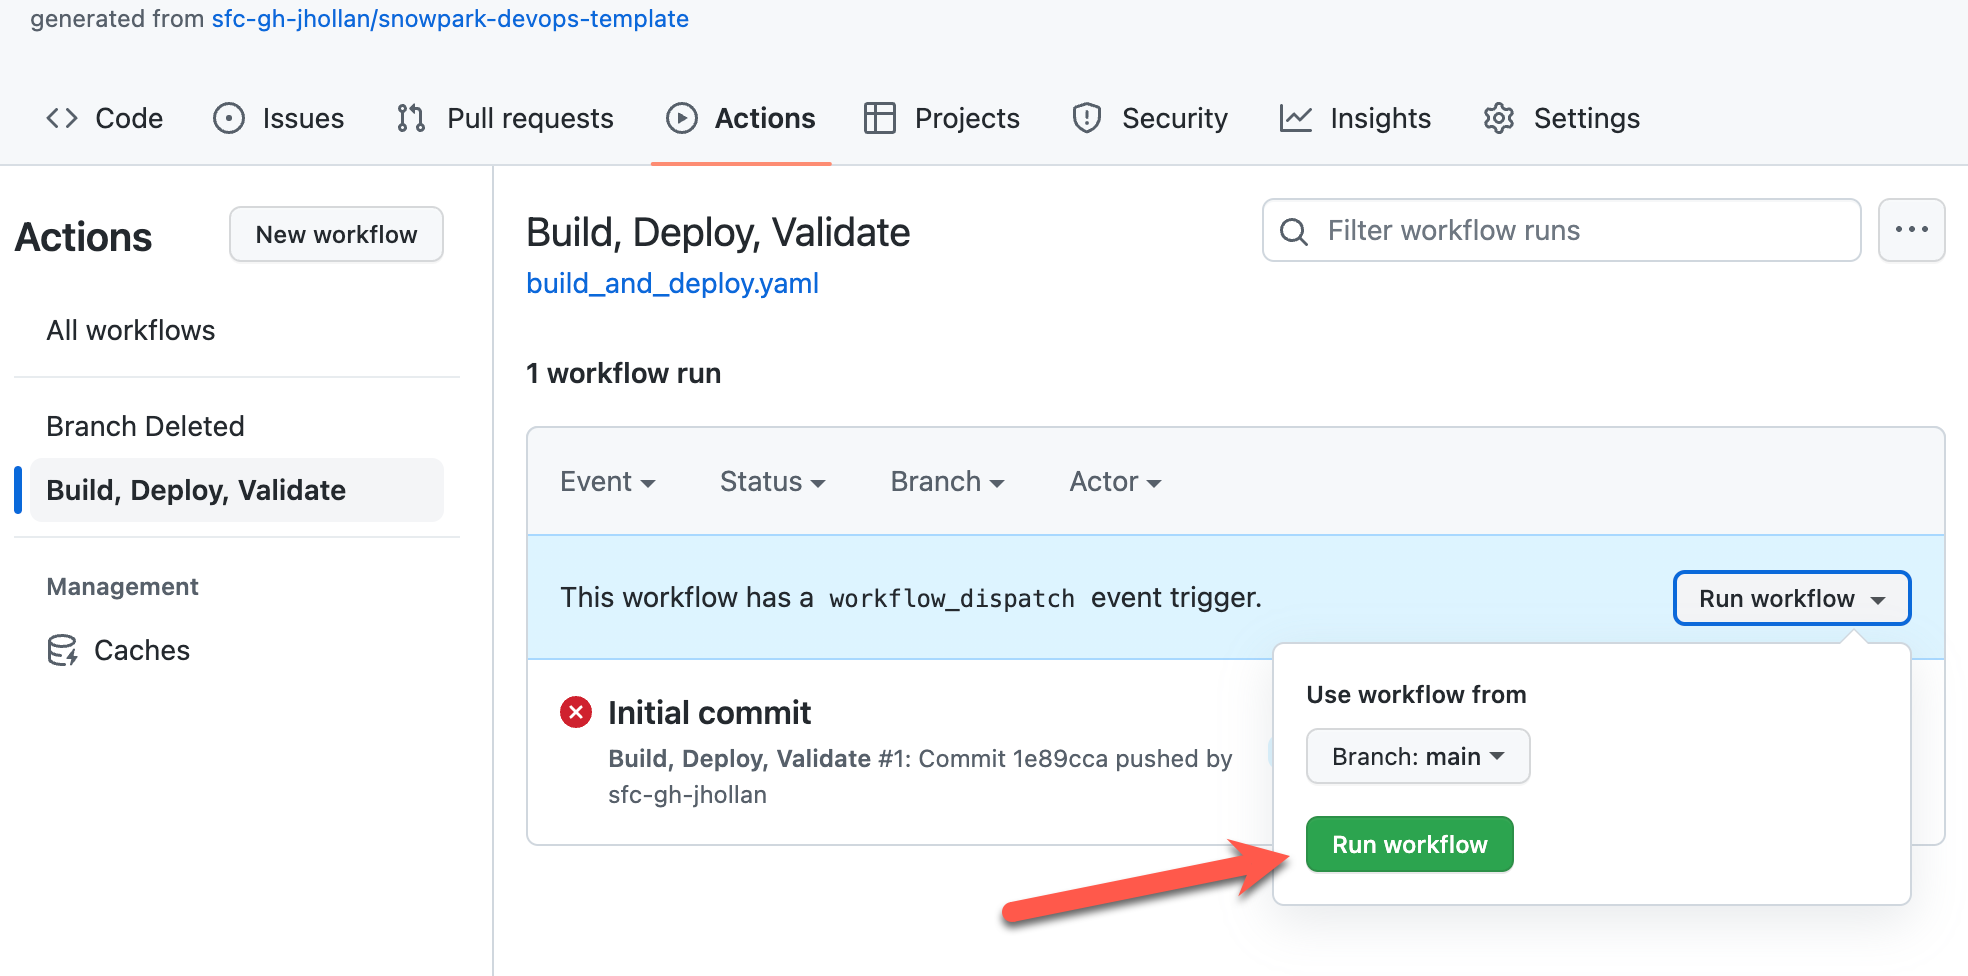 generated from sfc-gh-jhollan/snowpark-devops-template
Code Issues Pull requests Actions Projects Security Insights Settings
Actions
New workflow
All workflows
Branch Deleted
Build, Deploy, Validate
Management
Caches
Build, Deploy, Validate
build_and_deploy.yaml
Filter workflow runs
1 workflow run
Event Status Branch Actor
This workflow has a workflow_dispatch event trigger.
Run workflow
Use workflow from
Branch: main
Run workflow
Initial commit
Build, Deploy, Validate #1: Commit 1e89cca pushed by
sfc-gh-jhollan